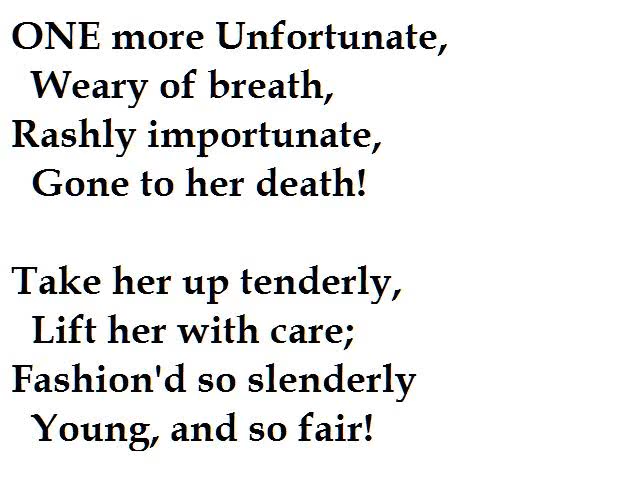 ONE more Unfortunate,
Weary of breath,
Rashly importunate,
Gone to her death!

Take her up tenderly,
Lift her with care;
Fashion'd so slenderly
Young, and so fair!